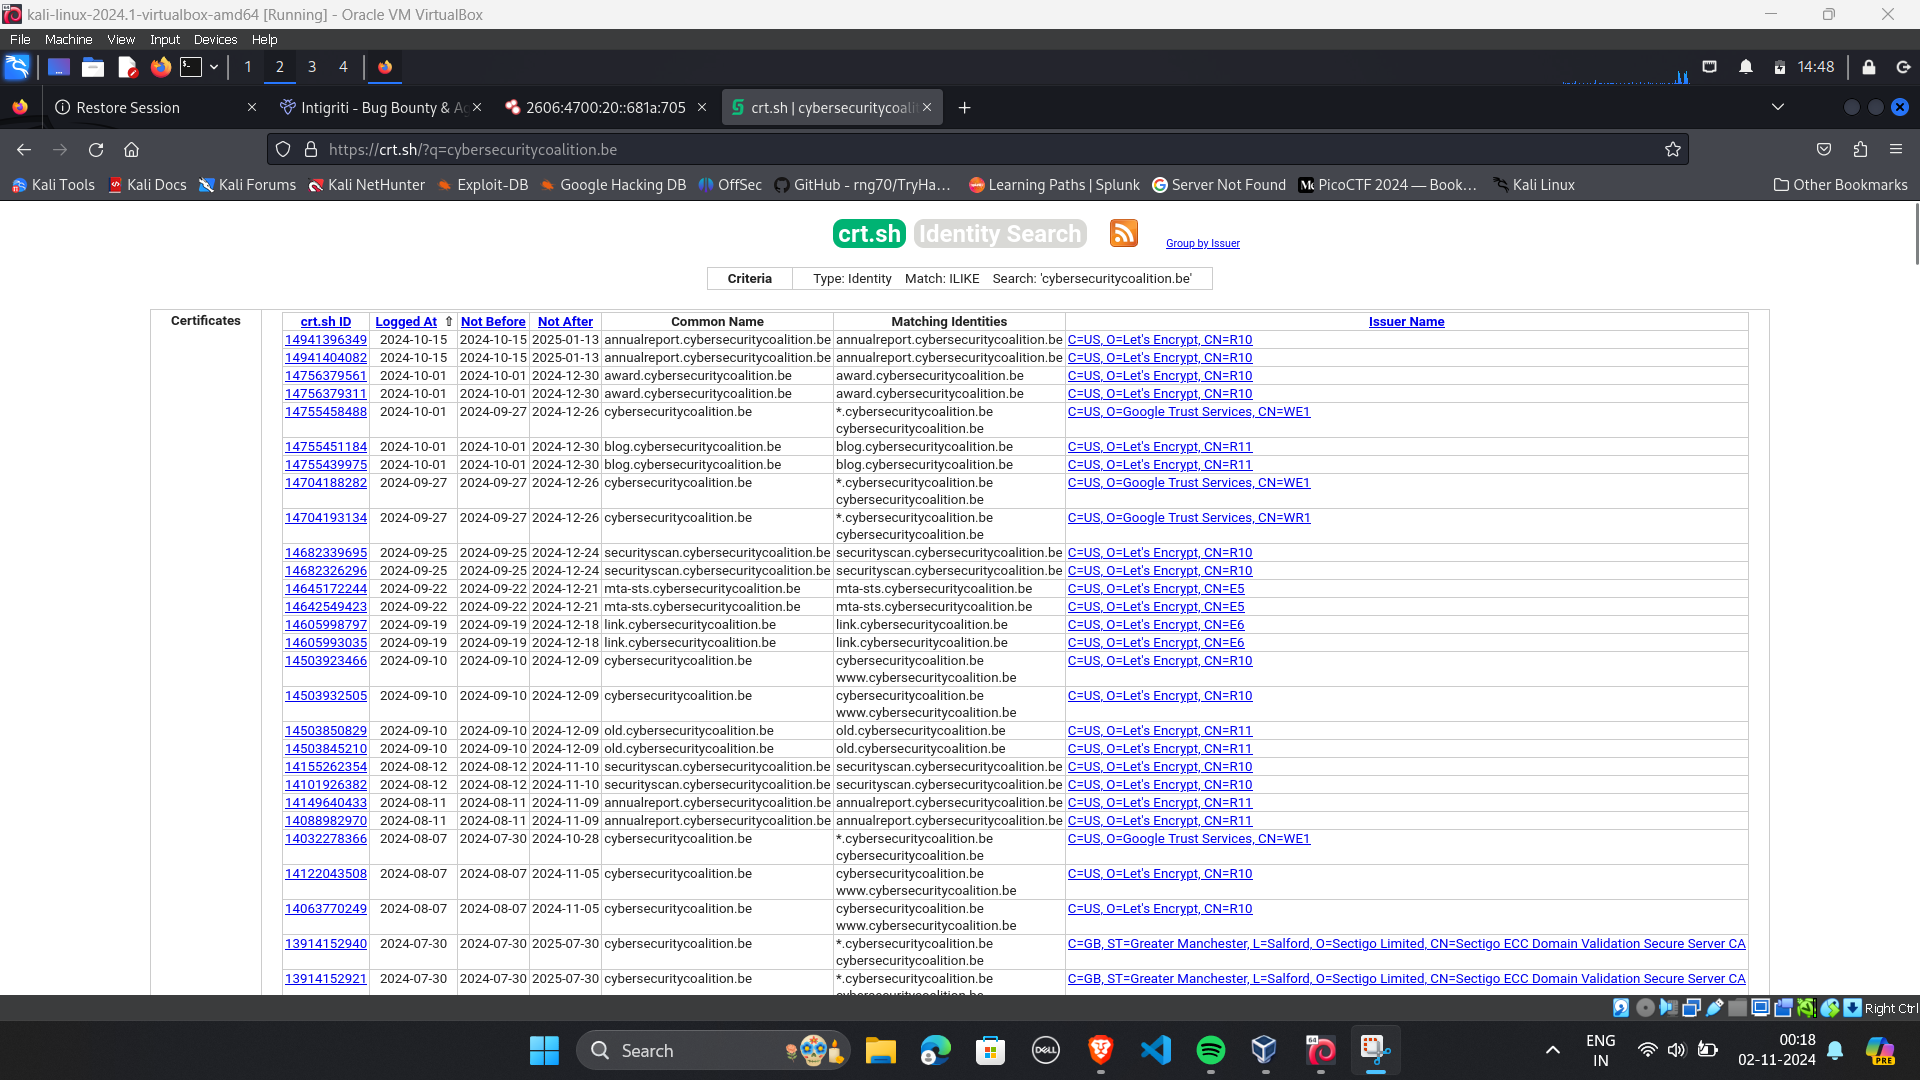 kali-linux-2024.1-virtualbox-amd64 [Running] - Oracle VM VirtualBox
File Machine View Input Devices Help
1 2 3 4 14:48
Restore Session Intigriti - Bug Bounty & Ag 2606:4700:20::681a:705 crt.sh | cybersecuritycoali
https://crt.sh/?q=cybersecuritycoalition.be
Kali Tools Kali Docs Kali Forums Kali NetHunter Exploit-DB Google Hacking DB OffSec GitHub - rng70/TryHa… Learning Paths | Splunk Server Not Found PicoCTF 2024 — Book… Kali Linux Other Bookmarks
crt.sh Identity Search Group by Issuer
Criteria Type: Identity Match: ILIKE Search: 'cybersecuritycoalition.be'
Certificates crt.sh ID Logged At ⇧ Not Before Not After Common Name Matching Identities Issuer Name
14941396349 2024-10-15 2024-10-15 2025-01-13 annualreport.cybersecuritycoalition.be annualreport.cybersecuritycoalition.be C=US, O=Let's Encrypt, CN=R10
14941404082 2024-10-15 2024-10-15 2025-01-13 annualreport.cybersecuritycoalition.be annualreport.cybersecuritycoalition.be C=US, O=Let's Encrypt, CN=R10
14756379561 2024-10-01 2024-10-01 2024-12-30 award.cybersecuritycoalition.be award.cybersecuritycoalition.be C=US, O=Let's Encrypt, CN=R10
14756379311 2024-10-01 2024-10-01 2024-12-30 award.cybersecuritycoalition.be award.cybersecuritycoalition.be C=US, O=Let's Encrypt, CN=R10
14755458488 2024-10-01 2024-09-27 2024-12-26 cybersecuritycoalition.be *.cybersecuritycoalition.be C=US, O=Google Trust Services, CN=WE1
cybersecuritycoalition.be
14755451184 2024-10-01 2024-10-01 2024-12-30 blog.cybersecuritycoalition.be blog.cybersecuritycoalition.be C=US, O=Let's Encrypt, CN=R11
14755439975 2024-10-01 2024-10-01 2024-12-30 blog.cybersecuritycoalition.be blog.cybersecuritycoalition.be C=US, O=Let's Encrypt, CN=R11
14704188282 2024-09-27 2024-09-27 2024-12-26 cybersecuritycoalition.be *.cybersecuritycoalition.be C=US, O=Google Trust Services, CN=WE1
cybersecuritycoalition.be
14704193134 2024-09-27 2024-09-27 2024-12-26 cybersecuritycoalition.be *.cybersecuritycoalition.be C=US, O=Google Trust Services, CN=WR1
cybersecuritycoalition.be
14682339695 2024-09-25 2024-09-25 2024-12-24 securityscan.cybersecuritycoalition.be securityscan.cybersecuritycoalition.be C=US, O=Let's Encrypt, CN=R10
14682326296 2024-09-25 2024-09-25 2024-12-24 securityscan.cybersecuritycoalition.be securityscan.cybersecuritycoalition.be C=US, O=Let's Encrypt, CN=R10
14645172244 2024-09-22 2024-09-22 2024-12-21 mta-sts.cybersecuritycoalition.be mta-sts.cybersecuritycoalition.be C=US, O=Let's Encrypt, CN=E5
14642549423 2024-09-22 2024-09-22 2024-12-21 mta-sts.cybersecuritycoalition.be mta-sts.cybersecuritycoalition.be C=US, O=Let's Encrypt, CN=E5
14605998797 2024-09-19 2024-09-19 2024-12-18 link.cybersecuritycoalition.be link.cybersecuritycoalition.be C=US, O=Let's Encrypt, CN=E6
14605993035 2024-09-19 2024-09-19 2024-12-18 link.cybersecuritycoalition.be link.cybersecuritycoalition.be C=US, O=Let's Encrypt, CN=E6
14503923466 2024-09-10 2024-09-10 2024-12-09 cybersecuritycoalition.be cybersecuritycoalition.be C=US, O=Let's Encrypt, CN=R10
www.cybersecuritycoalition.be
14503932505 2024-09-10 2024-09-10 2024-12-09 cybersecuritycoalition.be cybersecuritycoalition.be C=US, O=Let's Encrypt, CN=R10
www.cybersecuritycoalition.be
14503850829 2024-09-10 2024-09-10 2024-12-09 old.cybersecuritycoalition.be old.cybersecuritycoalition.be C=US, O=Let's Encrypt, CN=R11
14503845210 2024-09-10 2024-09-10 2024-12-09 old.cybersecuritycoalition.be old.cybersecuritycoalition.be C=US, O=Let's Encrypt, CN=R11
14155262354 2024-08-12 2024-08-12 2024-11-10 securityscan.cybersecuritycoalition.be securityscan.cybersecuritycoalition.be C=US, O=Let's Encrypt, CN=R10
14101926382 2024-08-12 2024-08-12 2024-11-10 securityscan.cybersecuritycoalition.be securityscan.cybersecuritycoalition.be C=US, O=Let's Encrypt, CN=R10
14149640433 2024-08-11 2024-08-11 2024-11-09 annualreport.cybersecuritycoalition.be annualreport.cybersecuritycoalition.be C=US, O=Let's Encrypt, CN=R11
14088982970 2024-08-11 2024-08-11 2024-11-09 annualreport.cybersecuritycoalition.be annualreport.cybersecuritycoalition.be C=US, O=Let's Encrypt, CN=R11
14032278366 2024-08-07 2024-07-30 2024-10-28 cybersecuritycoalition.be *.cybersecuritycoalition.be C=US, O=Google Trust Services, CN=WE1
cybersecuritycoalition.be
14122043508 2024-08-07 2024-08-07 2024-11-05 cybersecuritycoalition.be cybersecuritycoalition.be C=US, O=Let's Encrypt, CN=R10
www.cybersecuritycoalition.be
14063770249 2024-08-07 2024-08-07 2024-11-05 cybersecuritycoalition.be cybersecuritycoalition.be C=US, O=Let's Encrypt, CN=R10
www.cybersecuritycoalition.be
13914152940 2024-07-30 2024-07-30 2025-07-30 cybersecuritycoalition.be *.cybersecuritycoalition.be C=GB, ST=Greater Manchester, L=Salford, O=Sectigo Limited, CN=Sectigo ECC Domain Validation Secure Server CA
cybersecuritycoalition.be
13914152921 2024-07-30 2024-07-30 2025-07-30 cybersecuritycoalition.be *.cybersecuritycoalition.be C=GB, ST=Greater Manchester, L=Salford, O=Sectigo Limited, CN=Sectigo ECC Domain Validation Secure Server CA
Right Ctrl
Search DELL ENG 00:18
IN 02-11-2024 PRE